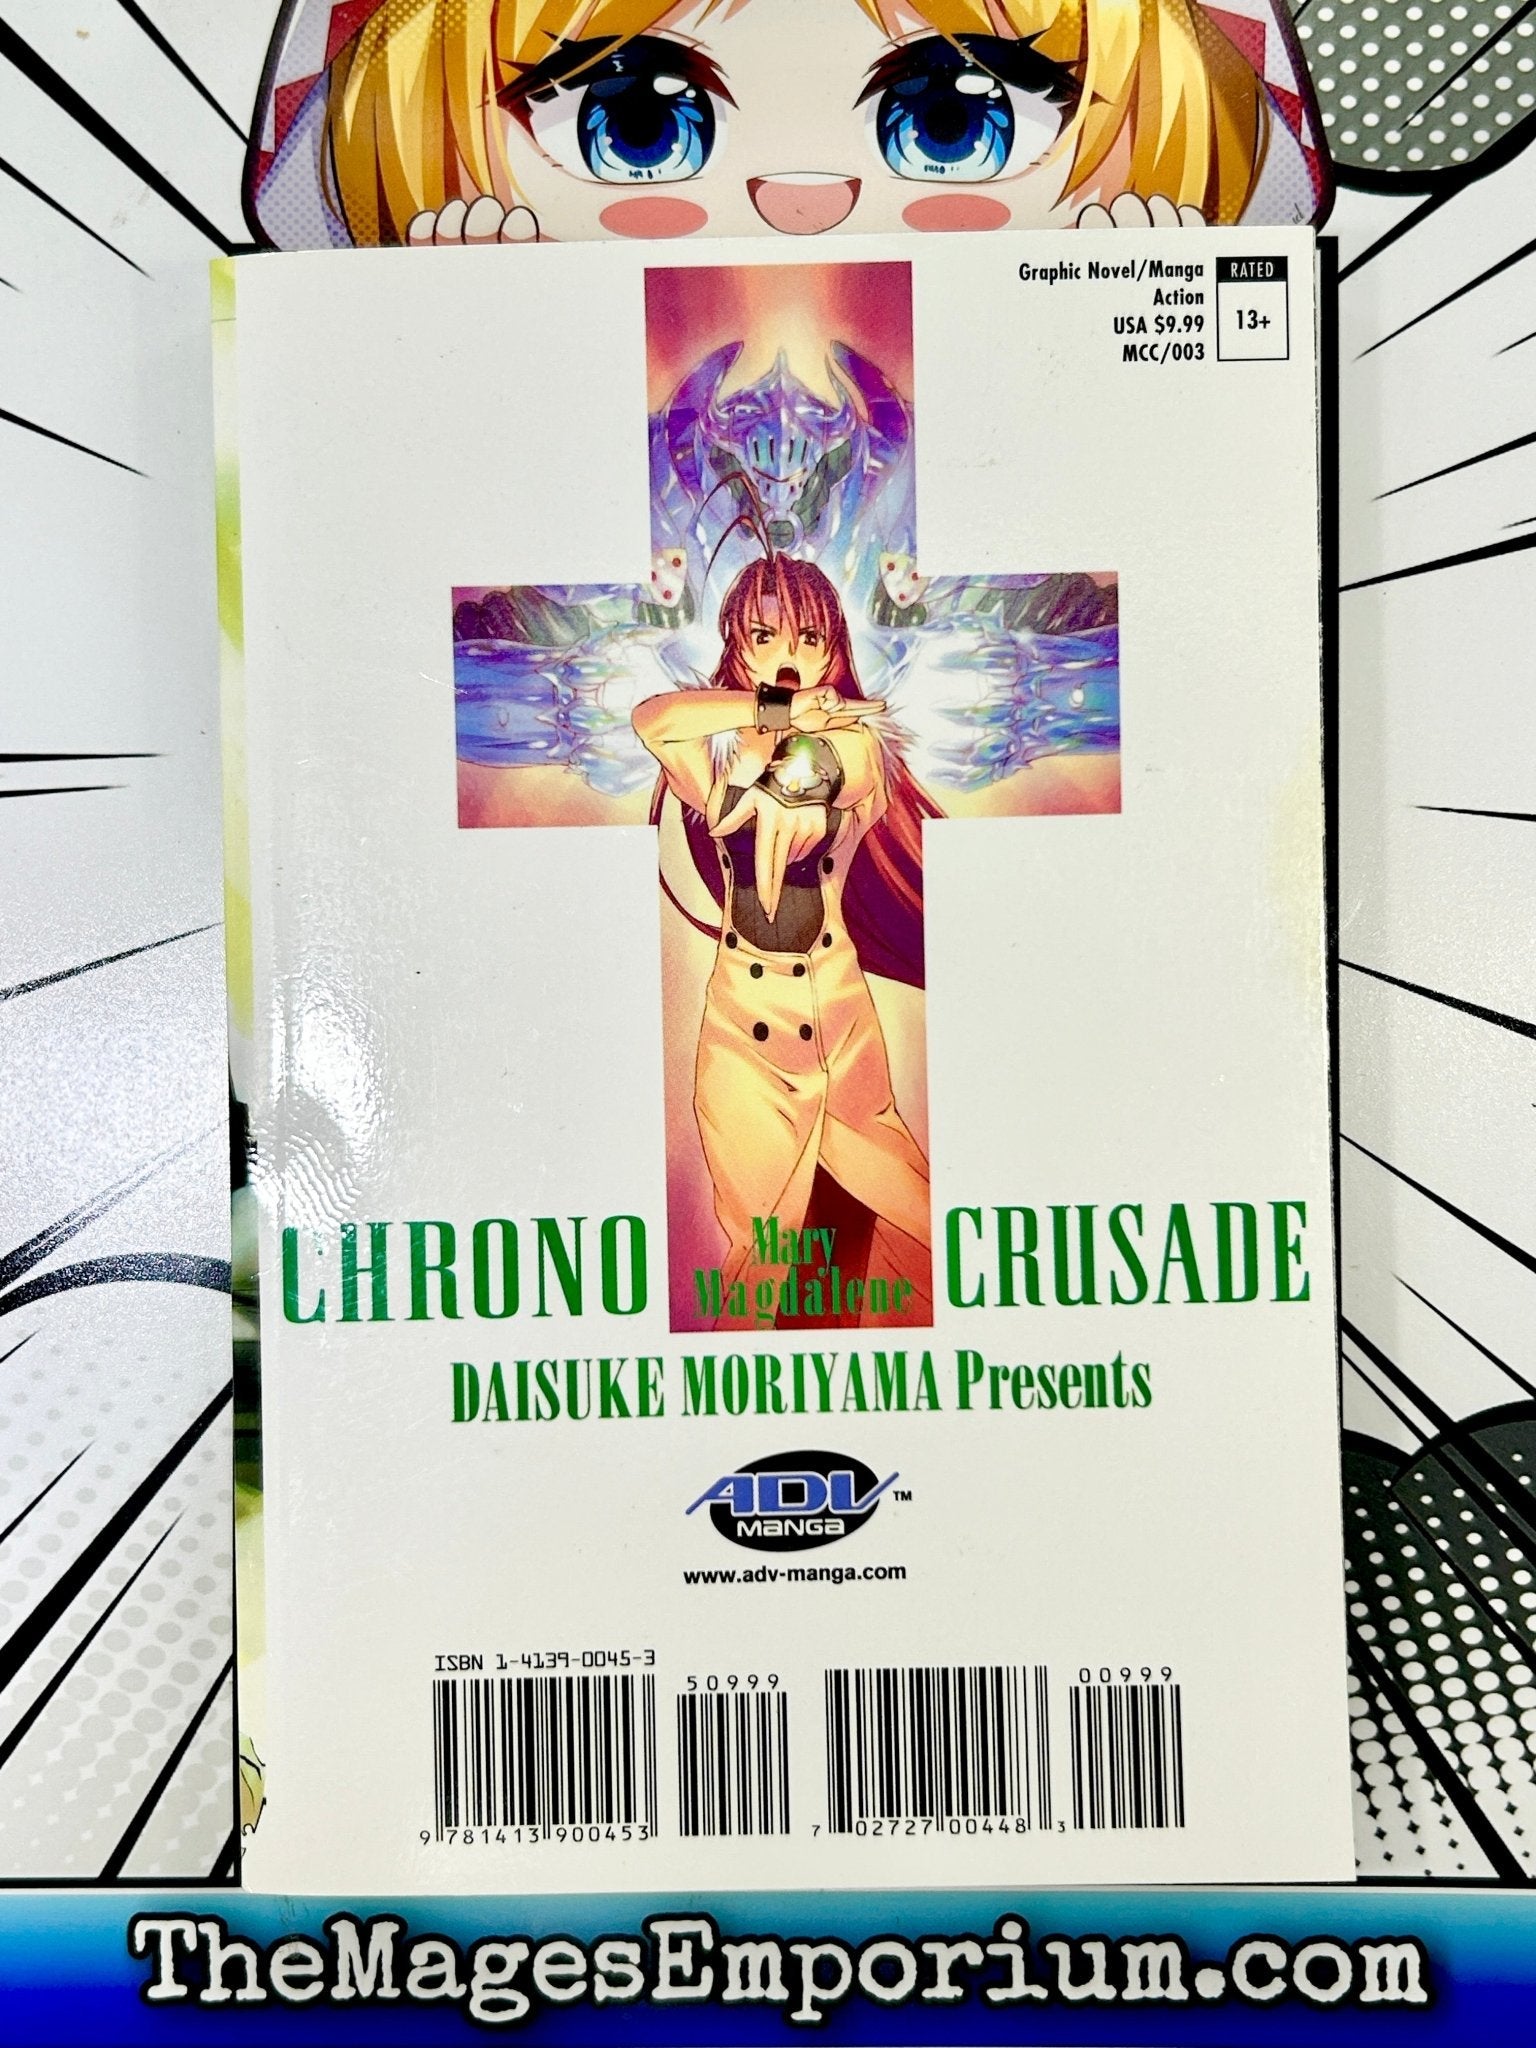 Graphic Novel/Manga
Action
USA $9.99
MCC/003
RATED
13+
CHRONO CRUSADE
Mary
Magdalene
DAISUKE MORIYAMA Presents
ADV™
MANGA
www.adv-manga.com
ISBN 1-4139-0045-3
50999
00999
9 781413 900453
7 02727 00448 3
TheMagesEmporium.com